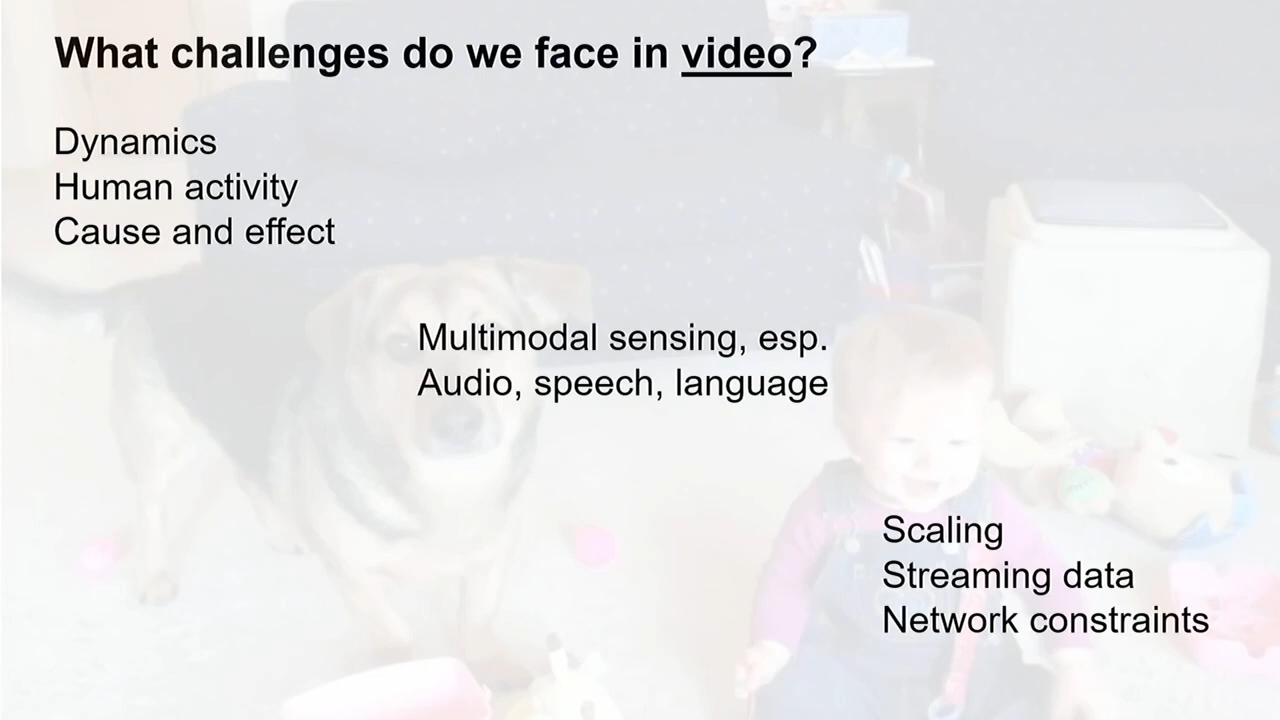 What challenges do we face in video?
Dynamics
Human activity
Cause and effect
Multimodal sensing, esp.
Audio, speech, language
Scaling
Streaming data
Network constraints